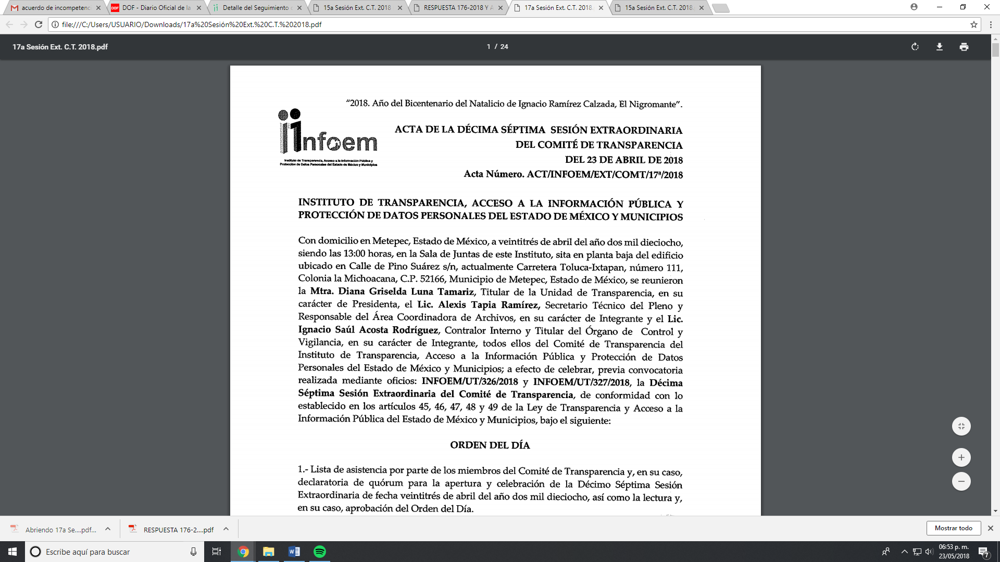 acuerdo de incompetenc
DOF - Diario Oficial de la
Detalle del Seguimiento
15a Sesión Ext. C.T. 2018
RESPUESTA 176-2018 Y A
17a Sesión Ext. C.T. 2018.
15a Sesión Ext. C.T. 2018.
file:///C:/Users/USUARIO/Downloads/17a%20Sesión%20Ext.%20C.T.%202018.pdf
17a Sesión Ext. C.T. 2018.pdf
1 / 24
“2018. Año del Bicentenario del Natalicio de Ignacio Ramírez Calzada, El Nigromante”.
infoem
Instituto de Transparencia, Acceso a la Información Pública y
Protección de Datos Personales del Estado de México y Municipios
ACTA DE LA DÉCIMA SÉPTIMA SESIÓN EXTRAORDINARIA
DEL COMITÉ DE TRANSPARENCIA
DEL 23 DE ABRIL DE 2018
Acta Número. ACT/INFOEM/EXT/COMT/17ª/2018
INSTITUTO DE TRANSPARENCIA, ACCESO A LA INFORMACIÓN PÚBLICA Y
PROTECCIÓN DE DATOS PERSONALES DEL ESTADO DE MÉXICO Y MUNICIPIOS
Con domicilio en Metepec, Estado de México, a veintitrés de abril del año dos mil dieciocho,
siendo las 13:00 horas, en la Sala de Juntas de este Instituto, sita en planta baja del edificio
ubicado en Calle de Pino Suárez s/n, actualmente Carretera Toluca-Ixtapan, número 111,
Colonia la Michoacana, C.P. 52166, Municipio de Metepec, Estado de México, se reunieron
la Mtra. Diana Griselda Luna Tamariz, Titular de la Unidad de Transparencia, en su
carácter de Presidenta, el Lic. Alexis Tapia Ramírez, Secretario Técnico del Pleno y
Responsable del Área Coordinadora de Archivos, en su carácter de Integrante y el Lic.
Ignacio Saúl Acosta Rodríguez, Contralor Interno y Titular del Órgano de Control y
Vigilancia, en su carácter de Integrante, todos ellos del Comité de Transparencia del
Instituto de Transparencia, Acceso a la Información Pública y Protección de Datos
Personales del Estado de México y Municipios; a efecto de celebrar, previa convocatoria
realizada mediante oficios: INFOEM/UT/326/2018 y INFOEM/UT/327/2018, la Décima
Séptima Sesión Extraordinaria del Comité de Transparencia, de conformidad con lo
establecido en los artículos 45, 46, 47, 48 y 49 de la Ley de Transparencia y Acceso a la
Información Pública del Estado de México y Municipios, bajo el siguiente:
ORDEN DEL DÍA
1.- Lista de asistencia por parte de los miembros del Comité de Transparencia y, en su caso,
declaratoria de quórum para la apertura y celebración de la Décimo Séptima Sesión
Extraordinaria de fecha veintitrés de abril del año dos mil dieciocho, así como la lectura y,
en su caso, aprobación del Orden del Día.
Abriendo 17a Se....pdf...
RESPUESTA 176-2....pdf
Mostrar todo
Escribe aquí para buscar
06:53 p. m.
23/05/2018
7